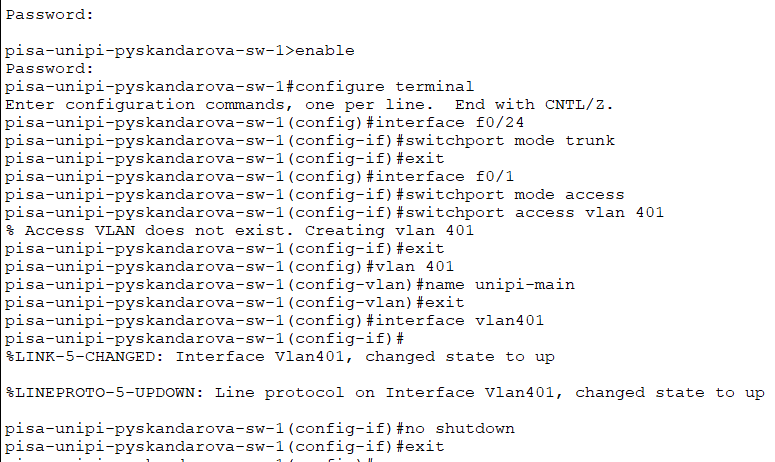 Password:
pisa-unipi-pyskandarova-sw-1>enable
Password:
pisa-unipi-pyskandarova-sw-1#configure terminal
Enter configuration commands, one per line.  End with CNTL/Z.
pisa-unipi-pyskandarova-sw-1(config)#interface f0/24
pisa-unipi-pyskandarova-sw-1(config-if)#switchport mode trunk
pisa-unipi-pyskandarova-sw-1(config-if)#exit
pisa-unipi-pyskandarova-sw-1(config)#interface f0/1
pisa-unipi-pyskandarova-sw-1(config-if)#switchport mode access
pisa-unipi-pyskandarova-sw-1(config-if)#switchport access vlan 401
% Access VLAN does not exist. Creating vlan 401
pisa-unipi-pyskandarova-sw-1(config-if)#exit
pisa-unipi-pyskandarova-sw-1(config)#vlan 401
pisa-unipi-pyskandarova-sw-1(config-vlan)#name unipi-main
pisa-unipi-pyskandarova-sw-1(config-vlan)#exit
pisa-unipi-pyskandarova-sw-1(config)#interface vlan401
pisa-unipi-pyskandarova-sw-1(config-if)#
%LINK-5-CHANGED: Interface Vlan401, changed state to up
%LINEPROTO-5-UPDOWN: Line protocol on Interface Vlan401, changed state to up
pisa-unipi-pyskandarova-sw-1(config-if)#no shutdown
pisa-unipi-pyskandarova-sw-1(config-if)#exit